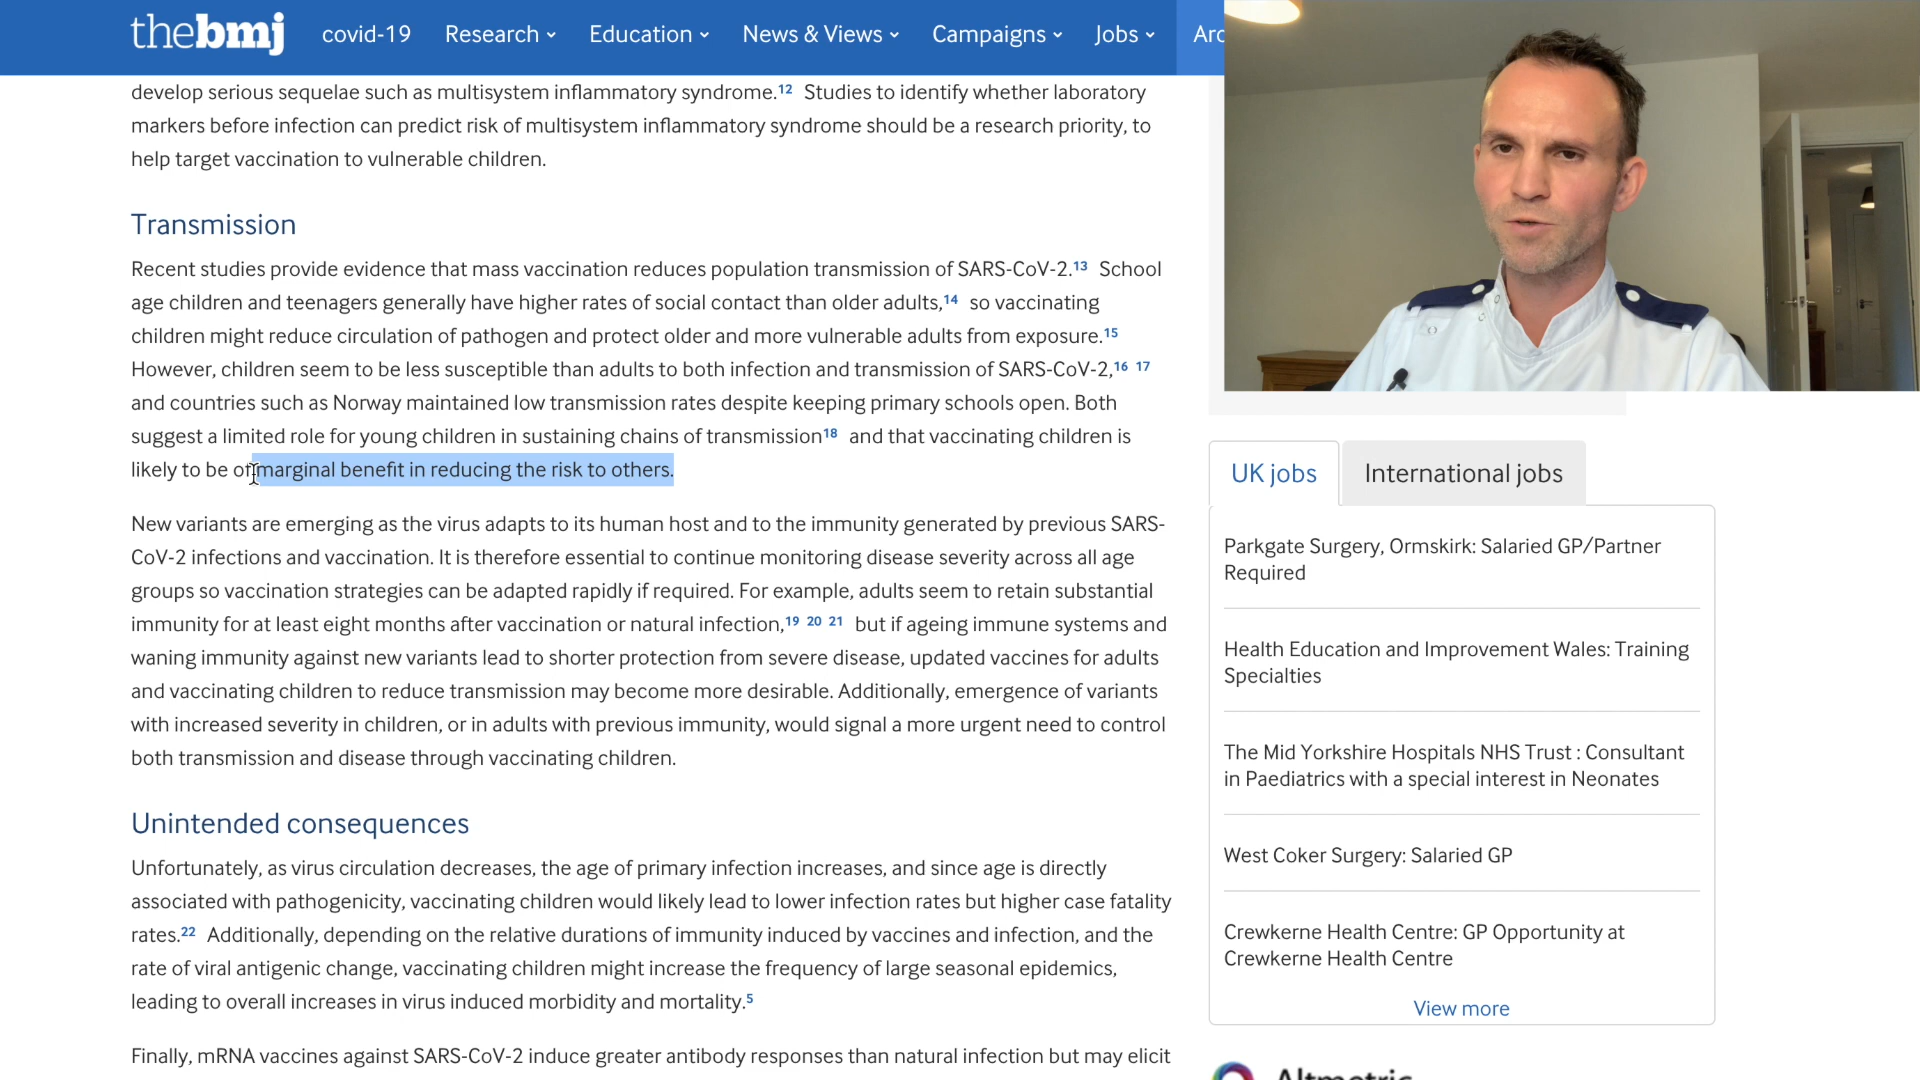 thebmj covid-19 Research Education News & Views Campaigns Jobs
develop serious sequelae such as multisystem inflammatory syndrome.12 Studies to identify whether laboratory
markers before infection can predict risk of multisystem inflammatory syndrome should be a research priority, to
help target vaccination to vulnerable children.
Transmission
Recent studies provide evidence that mass vaccination reduces population transmission of SARS-CoV-2.13 School
age children and teenagers generally have higher rates of social contact than older adults,14 so vaccinating
children might reduce circulation of pathogen and protect older and more vulnerable adults from exposure.15
However, children seem to be less susceptible than adults to both infection and transmission of SARS-CoV-2,16 17
and countries such as Norway maintained low transmission rates despite keeping primary schools open. Both
suggest a limited role for young children in sustaining chains of transmission18 and that vaccinating children is
likely to be of marginal benefit in reducing the risk to others.
New variants are emerging as the virus adapts to its human host and to the immunity generated by previous SARS-
CoV-2 infections and vaccination. It is therefore essential to continue monitoring disease severity across all age
groups so vaccination strategies can be adapted rapidly if required. For example, adults seem to retain substantial
immunity for at least eight months after vaccination or natural infection,19 20 21 but if ageing immune systems and
waning immunity against new variants lead to shorter protection from severe disease, updated vaccines for adults
and vaccinating children to reduce transmission may become more desirable. Additionally, emergence of variants
with increased severity in children, or in adults with previous immunity, would signal a more urgent need to control
both transmission and disease through vaccinating children.
Unintended consequences
Unfortunately, as virus circulation decreases, the age of primary infection increases, and since age is directly
associated with pathogenicity, vaccinating children would likely lead to lower infection rates but higher case fatality
rates.22 Additionally, depending on the relative durations of immunity induced by vaccines and infection, and the
rate of viral antigenic change, vaccinating children might increase the frequency of large seasonal epidemics,
leading to overall increases in virus induced morbidity and mortality.5
Finally, mRNA vaccines against SARS-CoV-2 induce greater antibody responses than natural infection but may elicit
UK jobs International jobs
Parkgate Surgery, Ormskirk: Salaried GP/Partner
Required
Health Education and Improvement Wales: Training
Specialties
The Mid Yorkshire Hospitals NHS Trust : Consultant
in Paediatrics with a special interest in Neonates
West Coker Surgery: Salaried GP
Crewkerne Health Centre: GP Opportunity at
Crewkerne Health Centre
View more
Altmetric